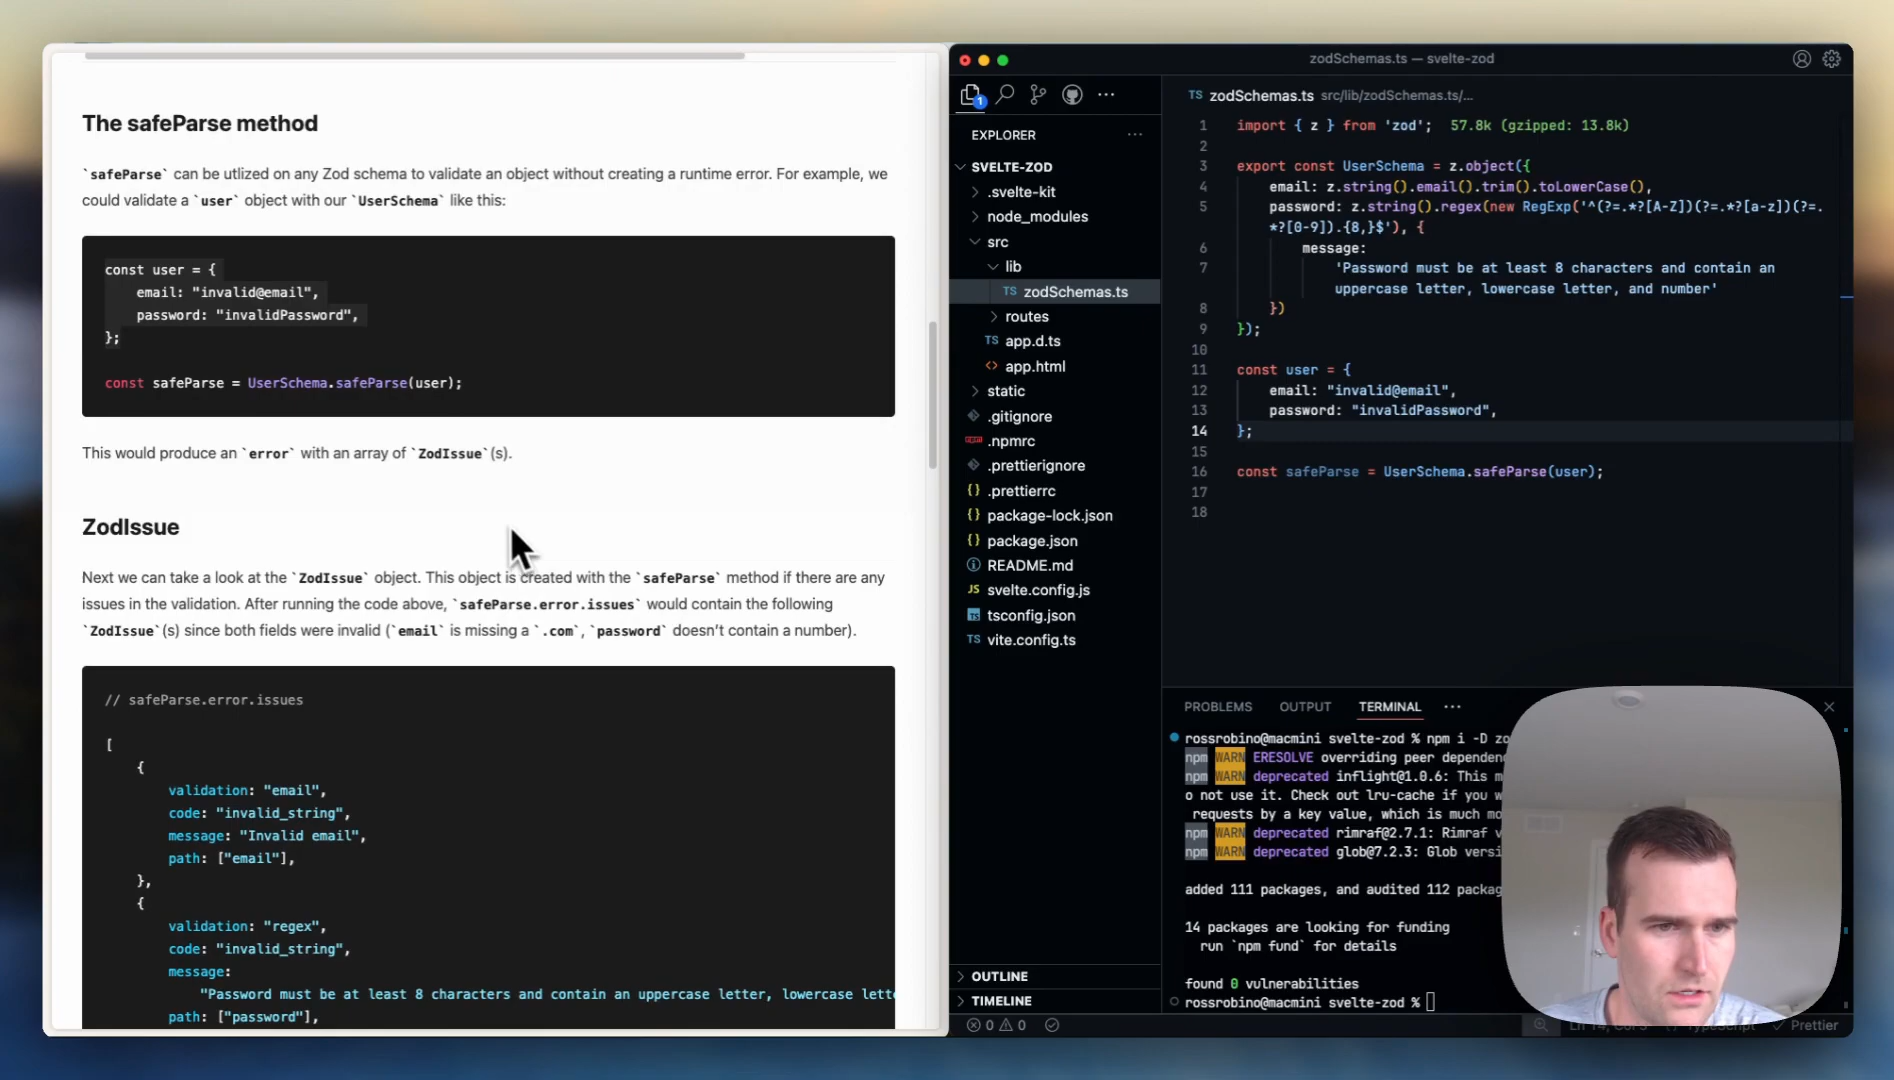 The safeParse method
`safeParse` can be utlized on any Zod schema to validate an object without creating a runtime error. For example, we
could validate a `user` object with our `UserSchema` like this:
const user = {
email: "invalid@email",
password: "invalidPassword",
};
const safeParse = UserSchema.safeParse(user);
This would produce an `error` with an array of `ZodIssue`(s).
ZodIssue
Next we can take a look at the `ZodIssue` object. This object is created with the `safeParse` method if there are any
issues in the validation. After running the code above, `safeParse.error.issues` would contain the following
`ZodIssue`(s) since both fields were invalid (`email` is missing a `.com`, `password` doesn't contain a number).
// safeParse.error.issues
[
{
validation: "email",
code: "invalid_string",
message: "Invalid email",
path: ["email"],
},
{
validation: "regex",
code: "invalid_string",
message:
"Password must be at least 8 characters and contain an uppercase letter, lowercase lett
path: ["password"],
zodSchemas.ts — svelte-zod
1
EXPLORER
SVELTE-ZOD
.svelte-kit
node_modules
src
lib
TS zodSchemas.ts
routes
TS app.d.ts
<> app.html
static
.gitignore
.npmrc
.prettierignore
{} .prettierrc
{} package-lock.json
{} package.json
README.md
JS svelte.config.js
tsconfig.json
TS vite.config.ts
OUTLINE
TIMELINE
0 0
TS zodSchemas.ts src/lib/zodSchemas.ts/...
1 import { z } from 'zod'; 57.8k (gzipped: 13.8k)
2
3 export const UserSchema = z.object({
4 email: z.string().email().trim().toLowerCase(),
5 password: z.string().regex(new RegExp('^(?=.*?[A-Z])(?=.*?[a-z])(?=.
*?[0-9]).{8,}$'), {
6 message:
7 'Password must be at least 8 characters and contain an
uppercase letter, lowercase letter, and number'
8 })
9 });
10
11 const user = {
12 email: "invalid@email",
13 password: "invalidPassword",
14 };
15
16 const safeParse = UserSchema.safeParse(user);
17
18
PROBLEMS OUTPUT TERMINAL
rossrobino@macmini svelte-zod % npm i -D zo
npm WARN ERESOLVE overriding peer dependenc
npm WARN deprecated inflight@1.0.6: This m
o not use it. Check out lru-cache if you w
requests by a key value, which is much mo
npm WARN deprecated rimraf@2.7.1: Rimraf v
npm WARN deprecated glob@7.2.3: Glob versi
added 111 packages, and audited 112 packag
14 packages are looking for funding
run `npm fund` for details
found 0 vulnerabilities
rossrobino@macmini svelte-zod %
TypeScript Prettier